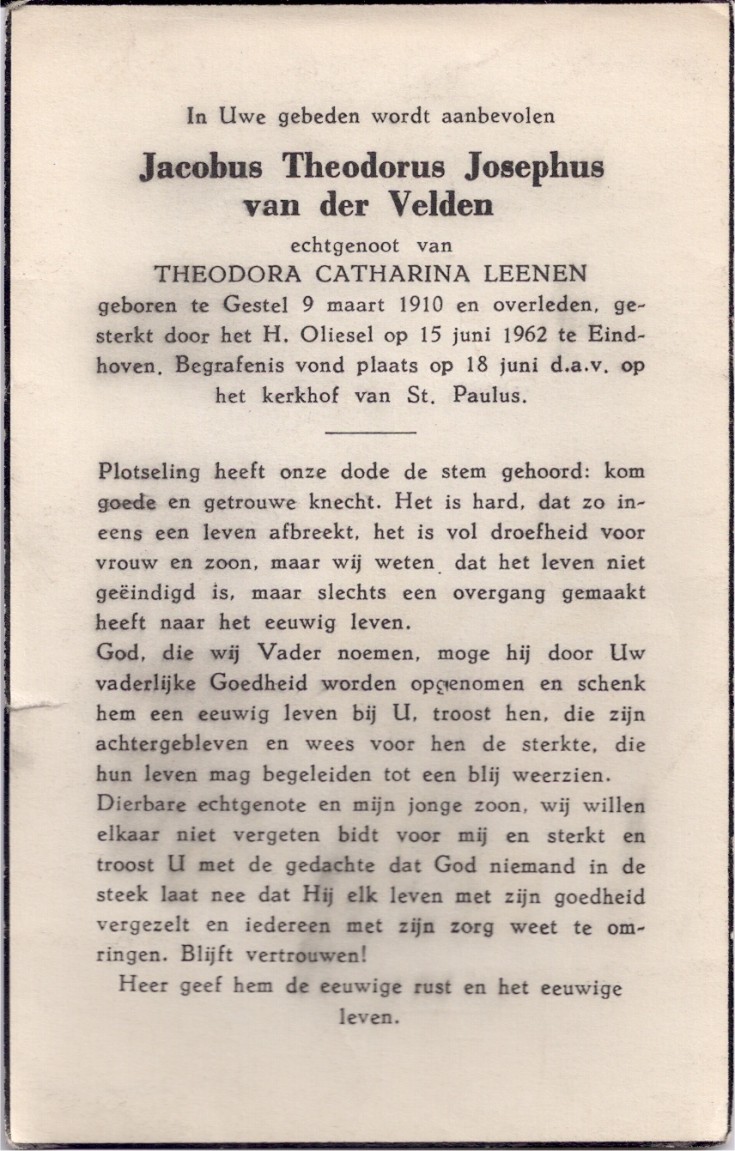 In Uwe gebeden wordt aanbevolen
Jacobus Theodorus Josephus
van der Velden
echtgenoot van
THEODORA CATHARINA LEENEN
geboren te Gestel 9 maart 1910 en overleden, ge-
sterkt door het H. Oliesel op 15 juni 1962 te Eind-
hoven. Begrafenis vond plaats op 18 juni d.a.v. op
het kerkhof van St. Paulus.
Plotseling heeft onze dode de stem gehoord: kom
goede en getrouwe knecht. Het is hard, dat zo in-
eens een leven afbreekt, het is vol droefheid voor
vrouw en zoon, maar wij weten dat het leven niet
geëindigd is, maar slechts een overgang gemaakt
heeft naar het eeuwig leven.
God, die wij Vader noemen, moge hij door Uw
vaderlijke Goedheid worden opgenomen en schenk
hem een eeuwig leven bij U, troost hen, die zijn
achtergebleven en wees voor hen de sterkte, die
hun leven mag begeleiden tot een blij weerzien.
Dierbare echtgenote en mijn jonge zoon, wij willen
elkaar niet vergeten bidt voor mij en sterkt en
troost U met de gedachte dat God niemand in de
steek laat nee dat Hij elk leven met zijn goedheid
vergezelt en iedereen met zijn zorg weet te om-
ringen. Blijft vertrouwen!
Heer geef hem de eeuwige rust en het eeuwige
leven.